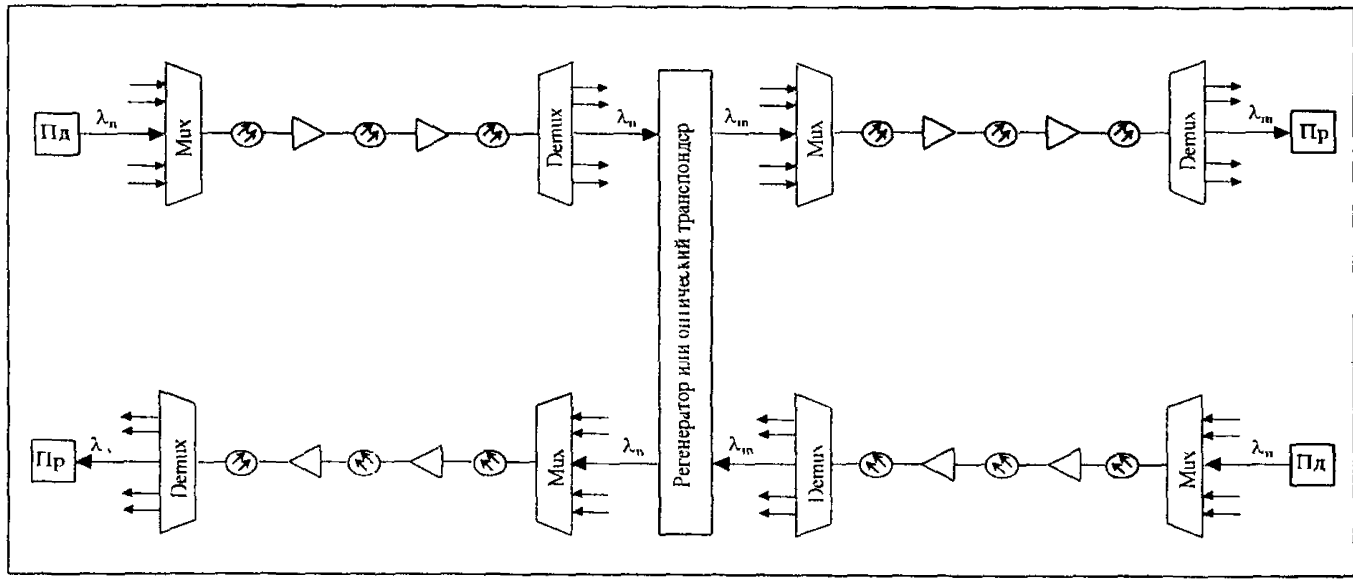 Пд
λn
Mux
Demux
λn
Регенератор или оптический транспондер
λm
Mux
Demux
λm
Пр
Пр
λ
Demux
Mux
λn
λm
Demux
Mux
λn
Пд